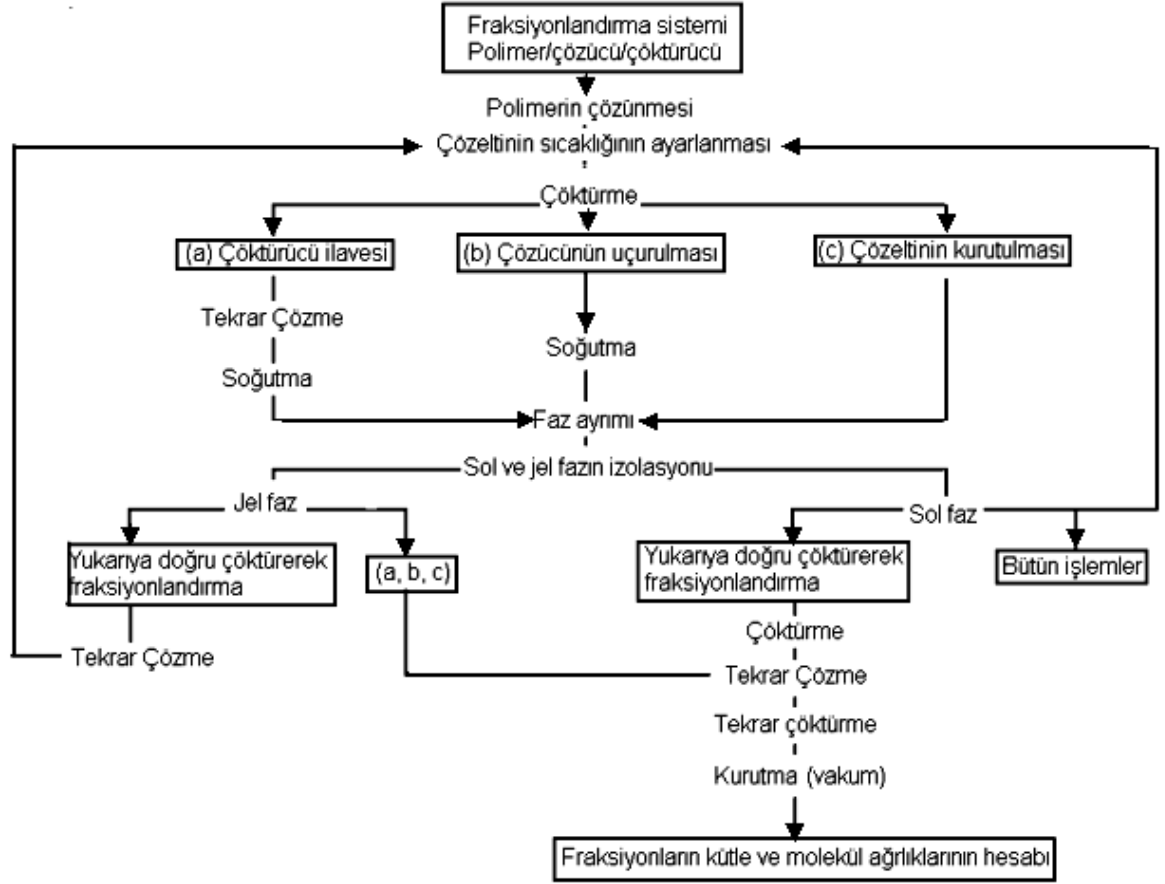 Fraksiyonlandırma sistemi
Polimer/çözücü/çöktürücü
Polimerin çözünmesi
Çözeltinin sıcaklığının ayarlanması
Çöktürme
(a) Çöktürücü ilavesi
(b) Çözücünün uçurulması
(c) Çözeltinin kurutulması
Tekrar Çözme
Soğutma
Soğutma
Faz ayrımı
Sol ve jel fazın izolasyonu
Jel faz
Sol faz
Yukarıya doğru çöktürerek
fraksiyonlandırma
(a, b, c)
Yukarıya doğru çöktürerek
fraksiyonlandırma
Bütün işlemler
Çöktürme
Tekrar Çözme
Tekrar Çözme
Tekrar çöktürme
Kurutma (vakum)
Fraksiyonların kütle ve molekül ağrlıklarının hesabı